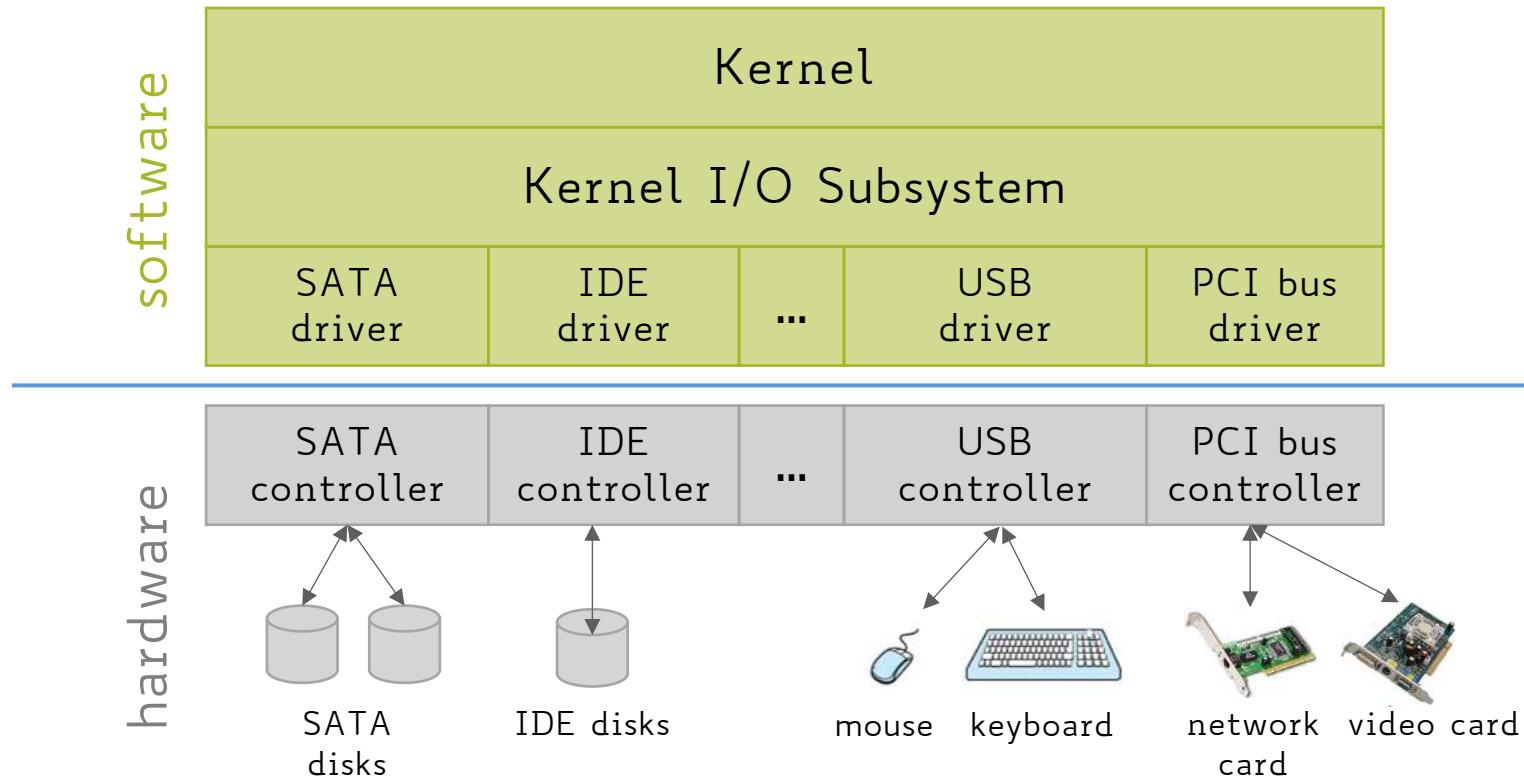 software
Kernel
Kernel I/O Subsystem
SATA
driver
IDE
driver
...
USB
driver
PCI bus
driver
hardware
SATA
controller
IDE
controller
...
USB
controller
PCI bus
controller
SATA
disks
IDE disks
mouse
keyboard
network
card
video card